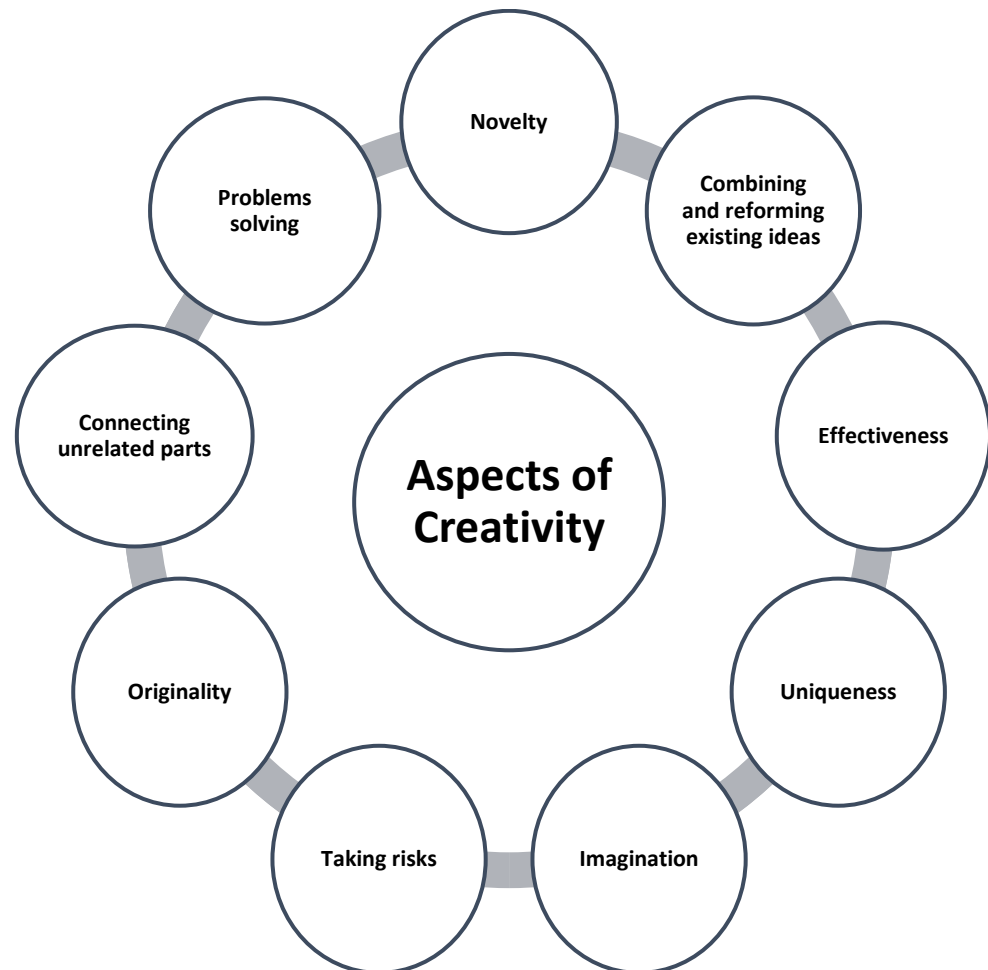 Novelty
Combining
and reforming
existing ideas
Effectiveness
Uniqueness
Imagination
Taking risks
Originality
Connecting
unrelated parts
Problems
solving
Aspects of
Creativity